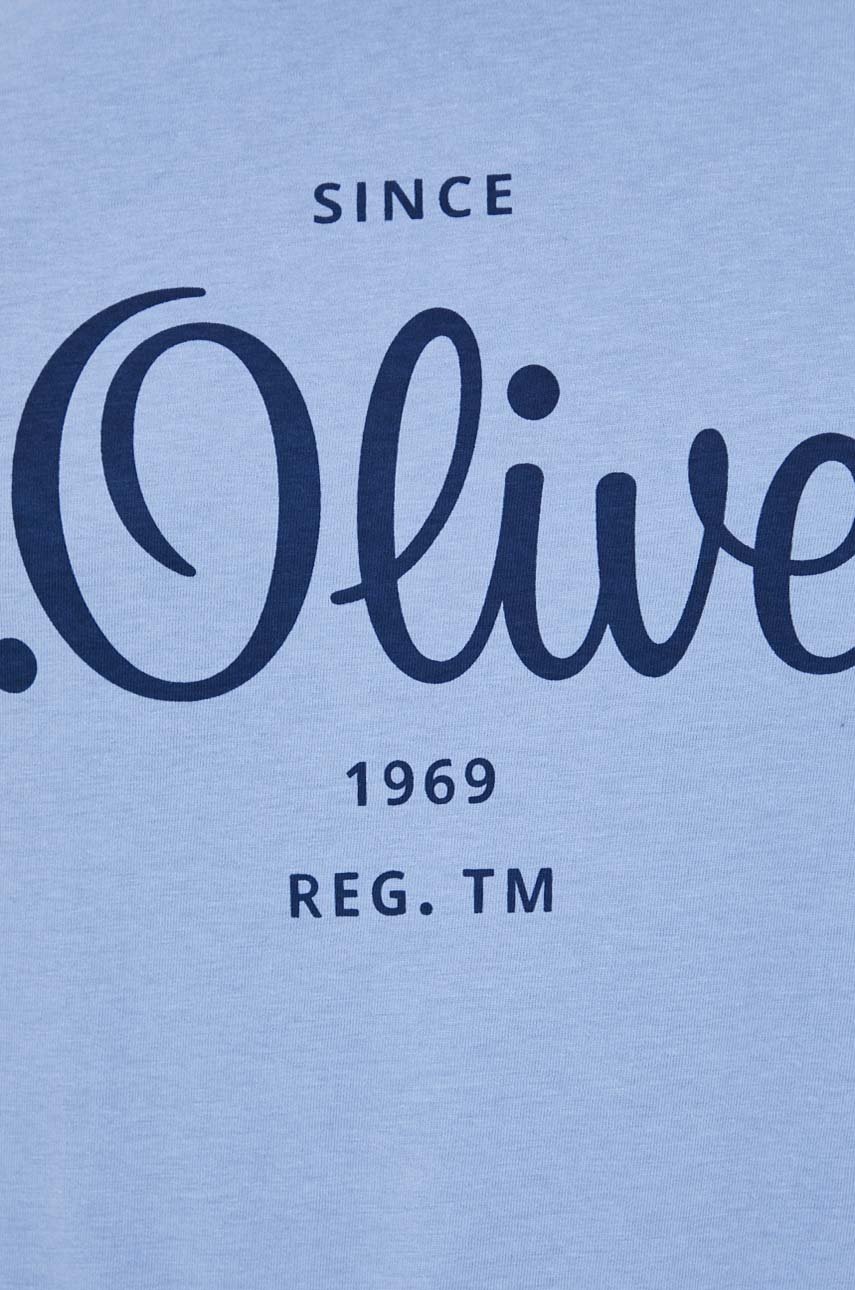 SINCE
.Olive
1969
REG. TM